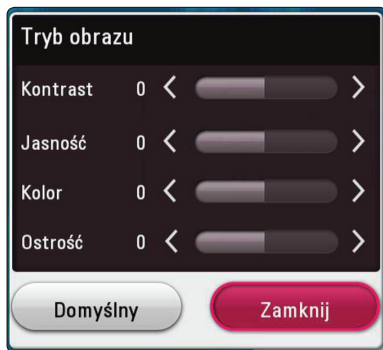 Tryb obrazu
Kontrast 0
Jasność 0
Kolor 0
Ostrość 0
Domyślny Zamknij